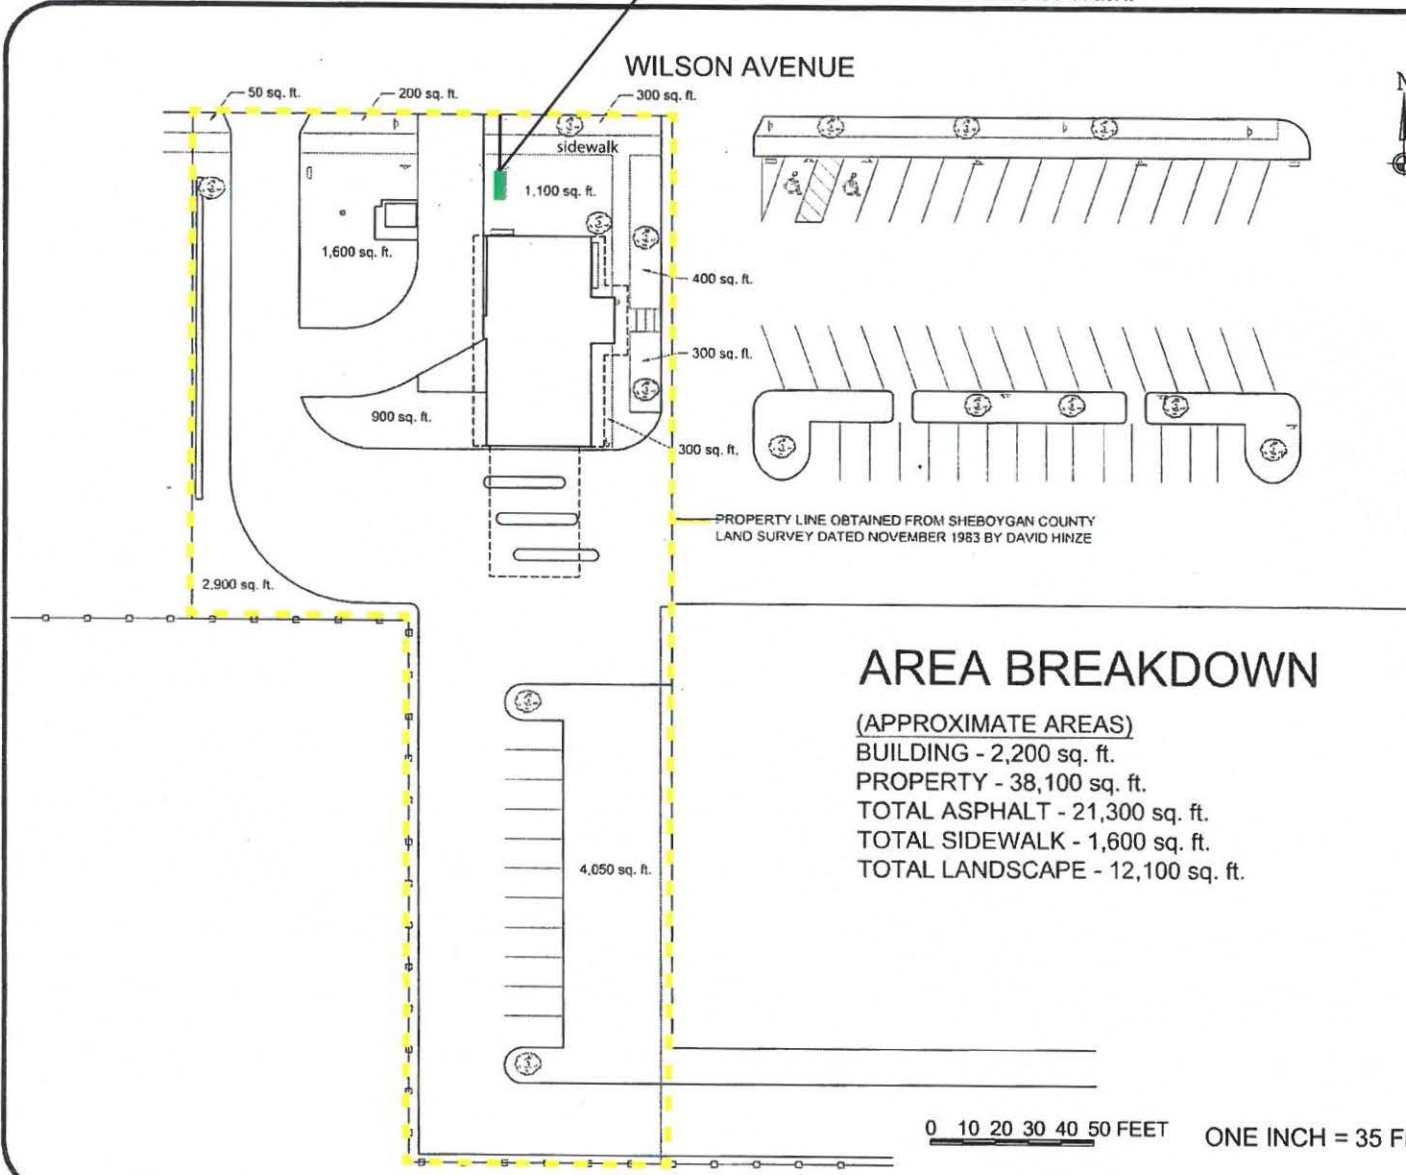 WILSON AVENUE
N
50 sq. ft.
200 sq. ft.
300 sq. ft.
sidewalk
1,100 sq. ft.
1,600 sq. ft.
400 sq. ft.
300 sq. ft.
900 sq. ft.
300 sq. ft.
PROPERTY LINE OBTAINED FROM SHEBOYGAN COUNTY
LAND SURVEY DATED NOVEMBER 1983 BY DAVID HINZE
2,900 sq. ft.
AREA BREAKDOWN
(APPROXIMATE AREAS)
BUILDING - 2,200 sq. ft.
PROPERTY - 38,100 sq. ft.
TOTAL ASPHALT - 21,300 sq. ft.
TOTAL SIDEWALK - 1,600 sq. ft.
TOTAL LANDSCAPE - 12,100 sq. ft.
4,050 sq. ft.
0 10 20 30 40 50 FEET
ONE INCH = 35